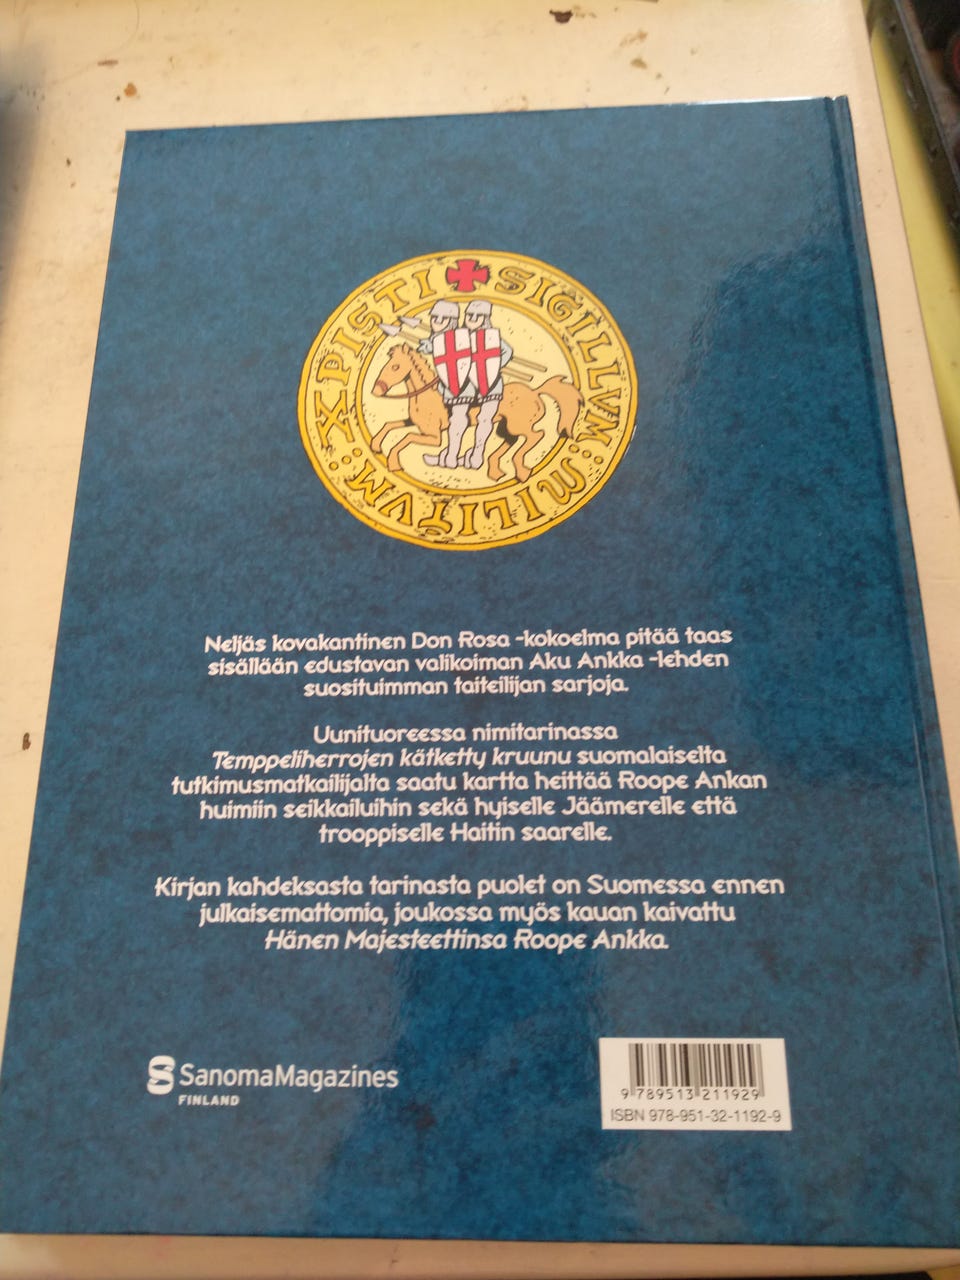 ✠ SIGILLVM : MILITVM : XPISTI
Neljäs kovakantinen Don Rosa -kokoelma pitää taas
sisällään edustavan valikoiman Aku Ankka -lehden
suosituimman taiteilijan sarjoja.
Uunituoreessa nimitarinassa
Temppeliherrojen kätketty kruunu suomalaiselta
tutkimusmatkailijalta saatu kartta heittää Roope Ankan
huimiin seikkailuihin sekä hyiselle Jäämerelle että
trooppiselle Haitin saarelle.
Kirjan kahdeksasta tarinasta puolet on Suomessa ennen
julkaisemattomia, joukossa myös kauan kaivattu
Hänen Majesteettinsa Roope Ankka.
SanomaMagazines
FINLAND
9 789513 211929
ISBN 978-951-32-1192-9